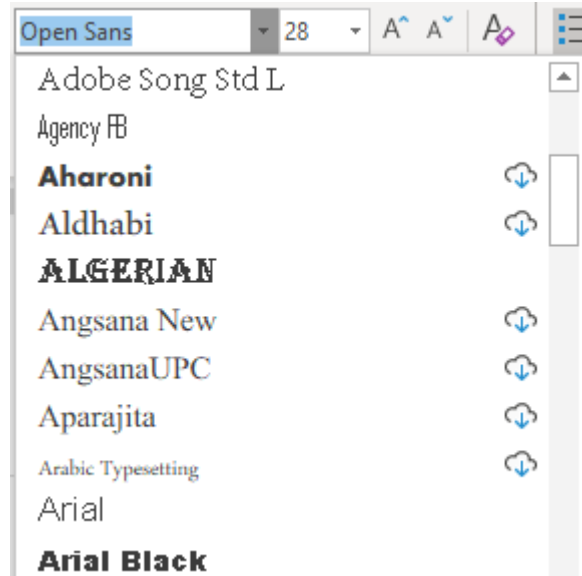 Open Sans 28 A A A
Adobe Song Std L
Agency FB
Aharoni
Aldhabi
ALGERIAN
Angsana New
AngsanaUPC
Aparajita
Arabic Typesetting
Arial
Arial Black